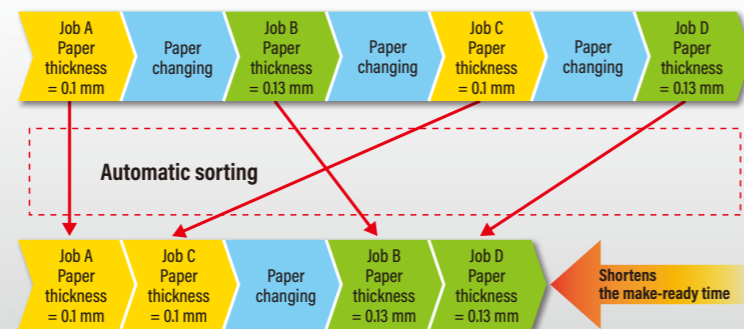 Job A
Paper
thickness
= 0.1 mm
Paper
changing
Job B
Paper
thickness
= 0.13 mm
Paper
changing
Job C
Paper
thickness
= 0.1 mm
Paper
changing
Job D
Paper
thickness
= 0.13 mm
Automatic sorting
Job A
Paper
thickness
= 0.1 mm
Job C
Paper
thickness
= 0.1 mm
Paper
changing
Job B
Paper
thickness
= 0.13 mm
Job D
Paper
thickness
= 0.13 mm
Shortens
the make-ready time